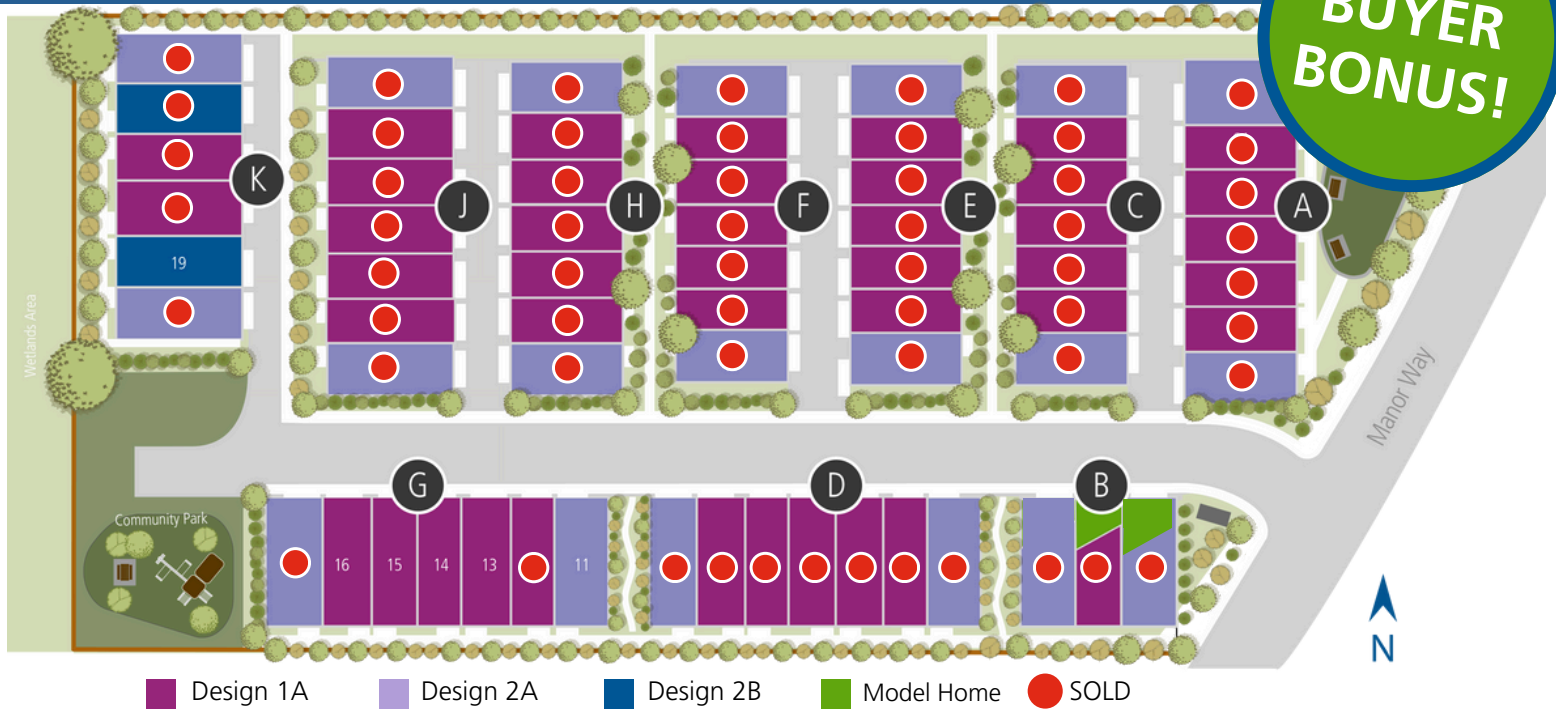 BUYER
BONUS!
K
J
H
F
E
C
A
19
Wetlands Area
Manor Way
G
D
B
Community Park
16
15
14
13
11
N
Design 1A
Design 2A
Design 2B
Model Home
SOLD